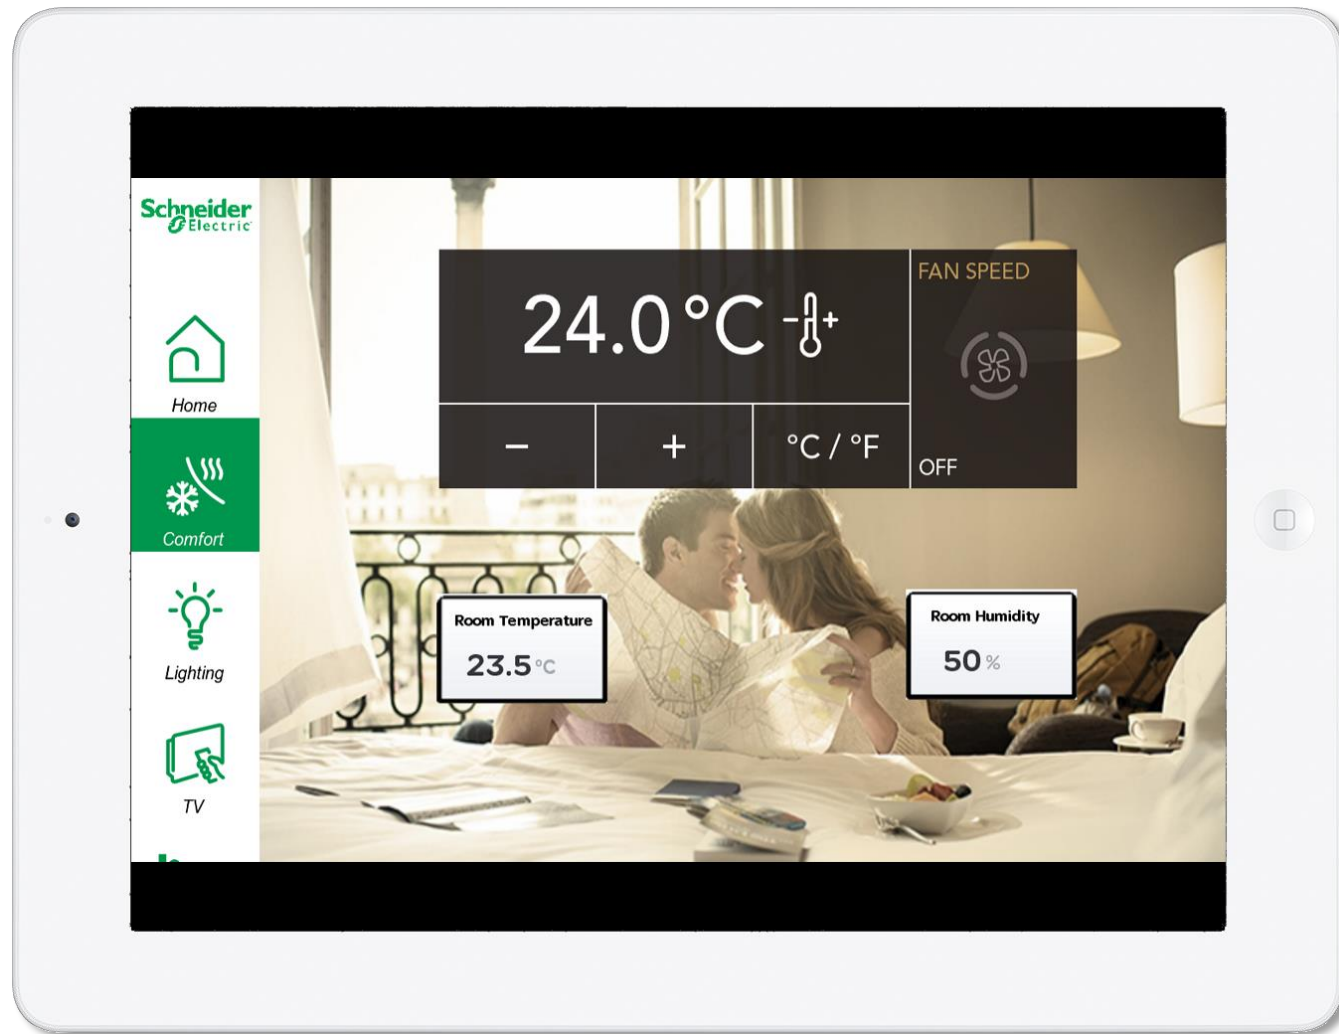 Schneider
Electric
Home
Comfort
Lighting
TV
24.0°C
- +
−
+
°C / °F
FAN SPEED
OFF
Room Temperature
23.5 °C
Room Humidity
50 %